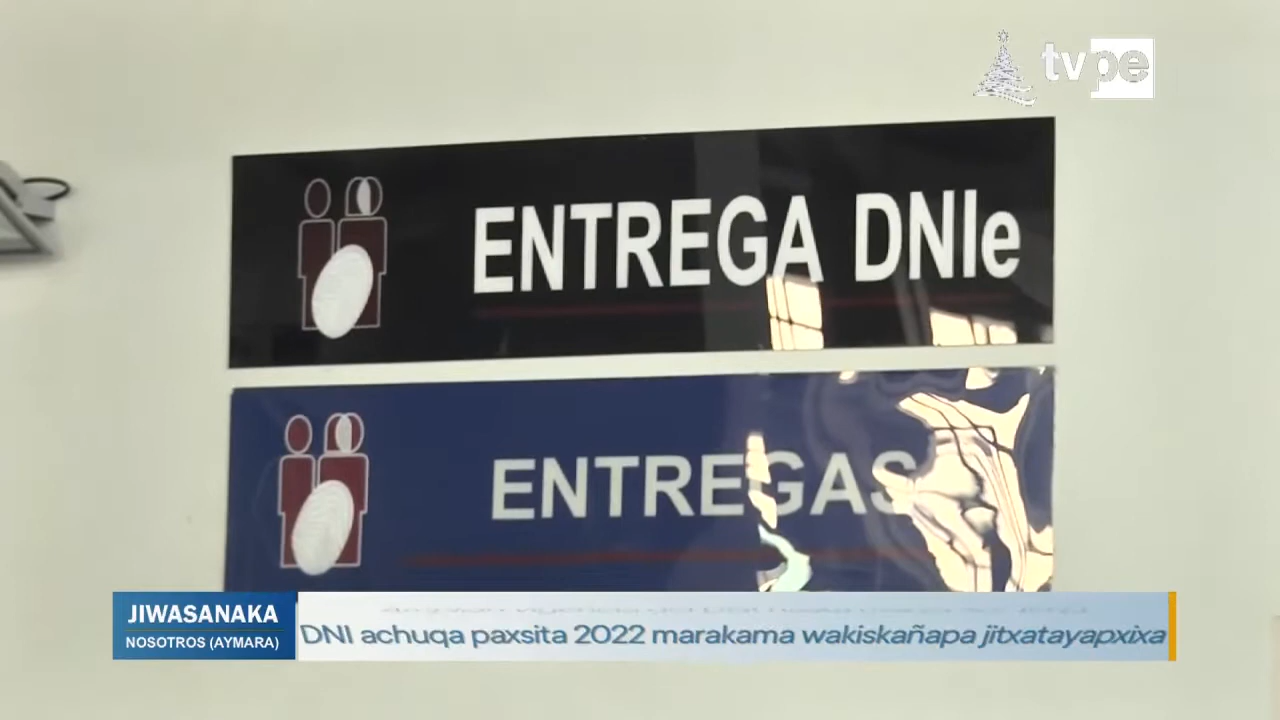 tvpe
ENTREGA DNIe
ENTREGAS
JIWASANAKA
NOSOTROS (AYMARA)
DNI achuqa paxsita 2022 marakama wakiskañapa jitxatayapxixa